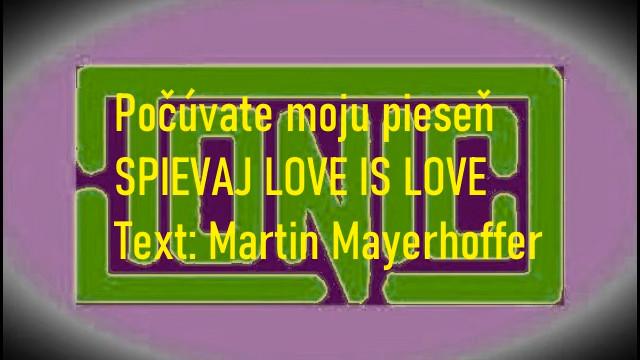 Počúvate moju pieseň
SPIEVAJ LOVE IS LOVE
Text: Martin Mayerhoffer